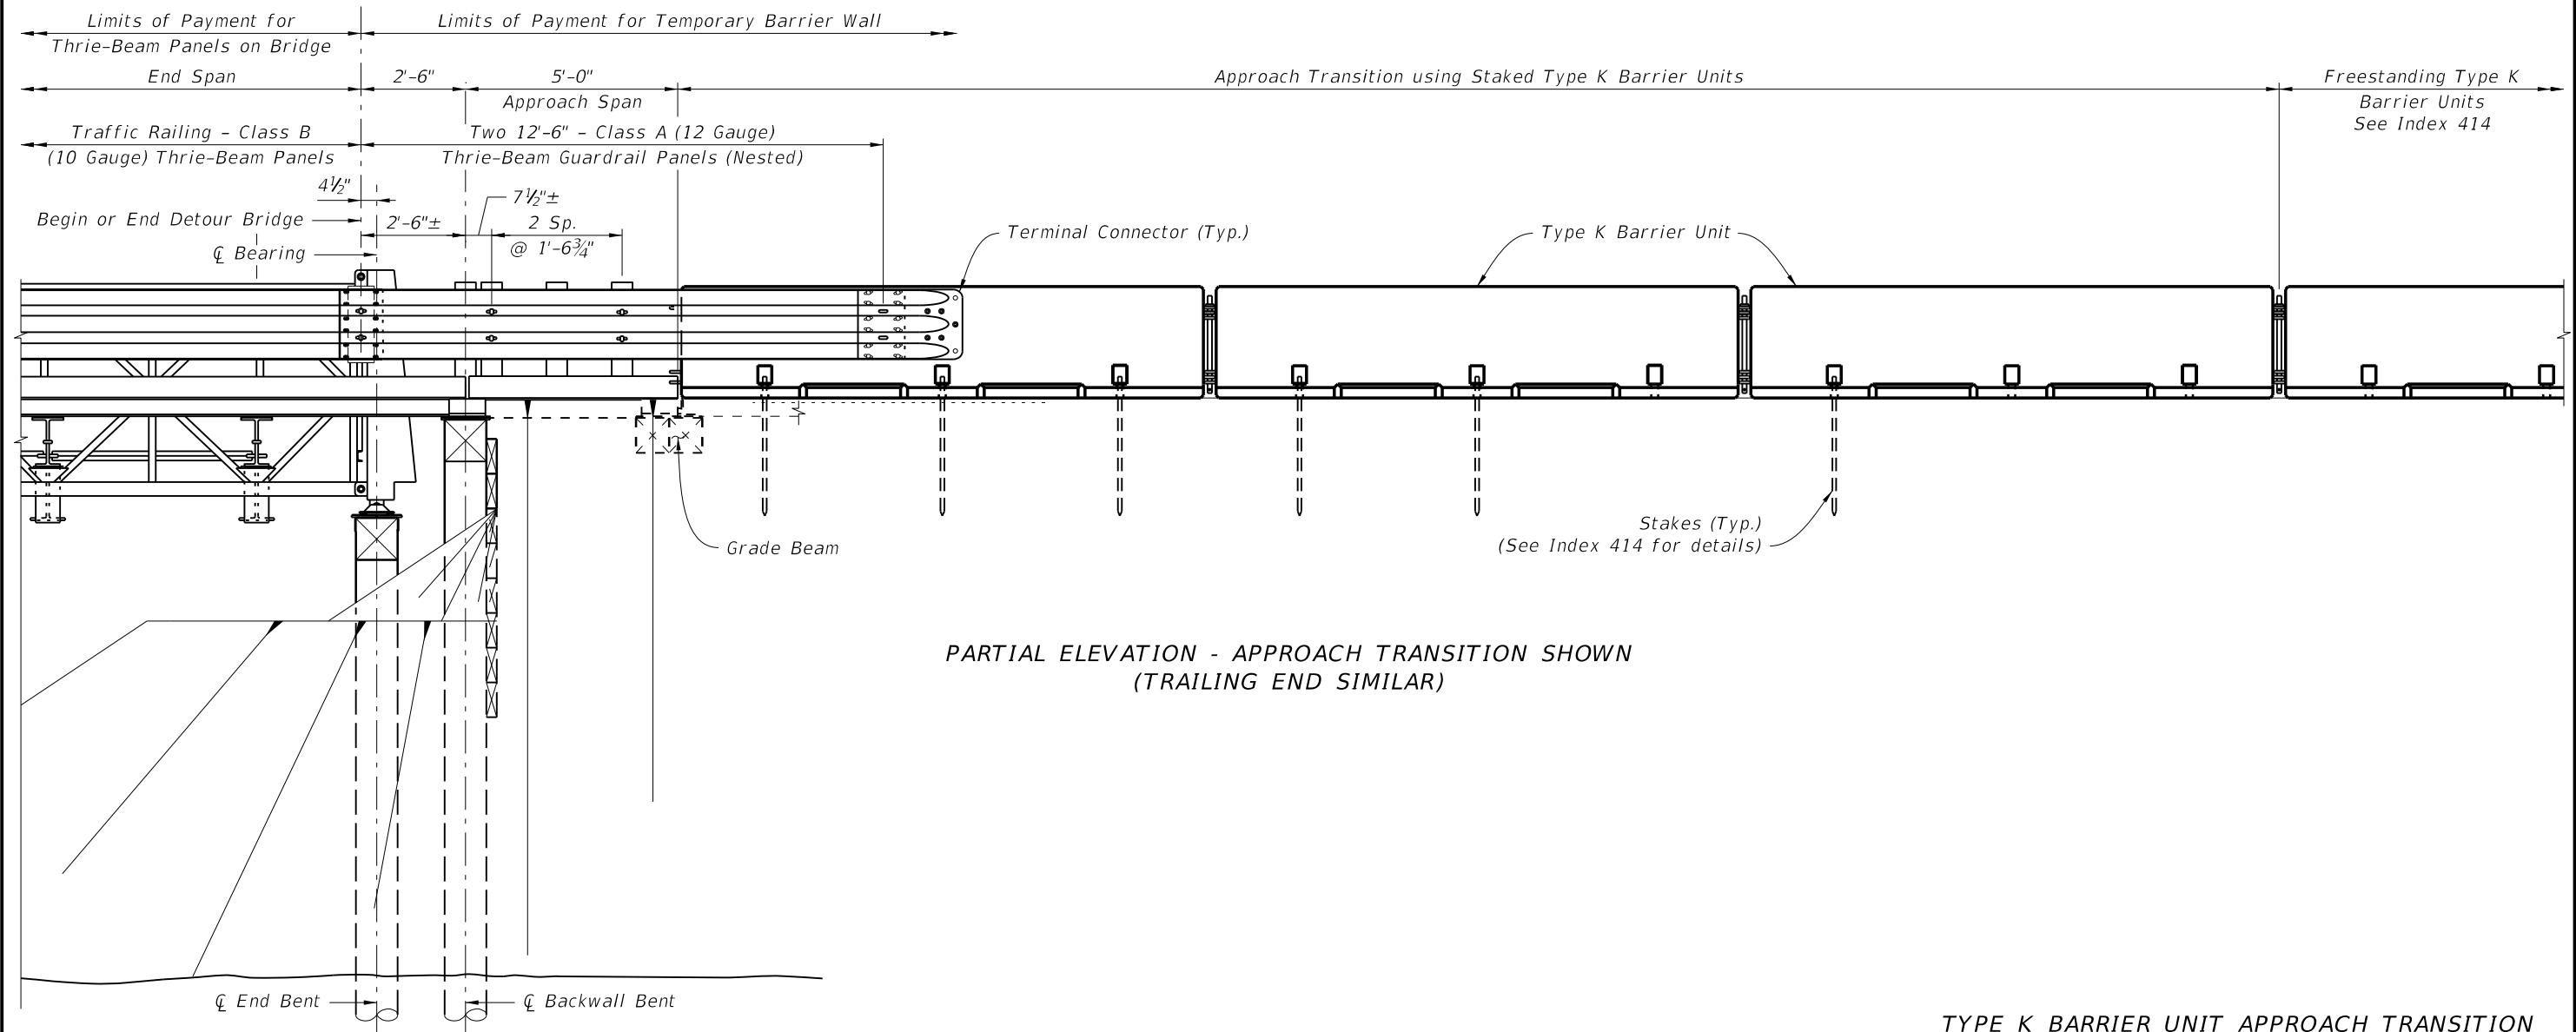 Limits of Payment for
Thrie-Beam Panels on Bridge
Limits of Payment for Temporary Barrier Wall
End Span
2'-6"
5'-0"
Approach Span
Approach Transition using Staked Type K Barrier Units
Freestanding Type K
Barrier Units
See Index 414
Traffic Railing - Class B
(10 Gauge) Thrie-Beam Panels
Two 12'-6" - Class A (12 Gauge)
Thrie-Beam Guardrail Panels (Nested)
4½"
7½"±
Begin or End Detour Bridge
2'-6"±
2 Sp.
@ 1'-6¾"
℄ Bearing
Terminal Connector (Typ.)
Type K Barrier Unit
Grade Beam
Stakes (Typ.)
(See Index 414 for details)
PARTIAL ELEVATION - APPROACH TRANSITION SHOWN
(TRAILING END SIMILAR)
℄ End Bent
℄ Backwall Bent
TYPE K BARRIER UNIT APPROACH TRANSITION